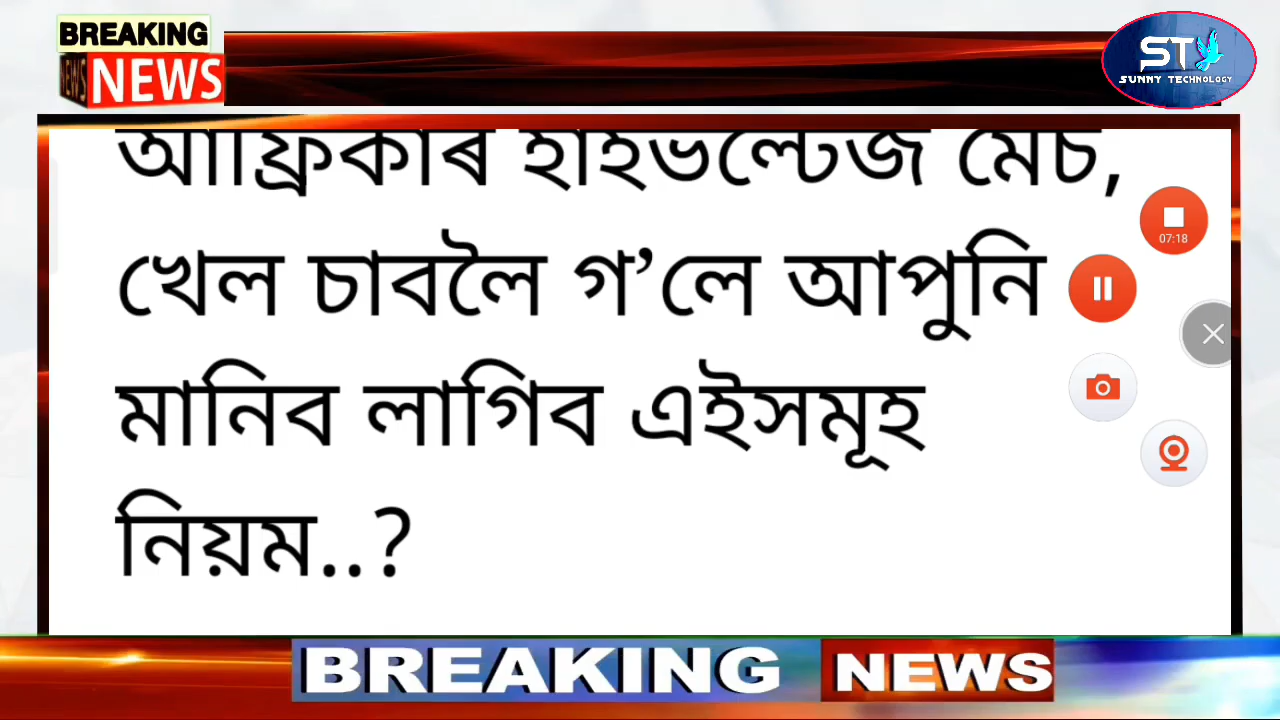 BREAKING
NEWS
ST
SUNNY TECHNOLOGY
আফ্ৰিকাৰ হাইভল্টেজ মেচ,
খেল চাবলৈ গ’লে আপুনি
মানিব লাগিব এইসমূহ
নিয়ম..?
07:18
BREAKING NEWS